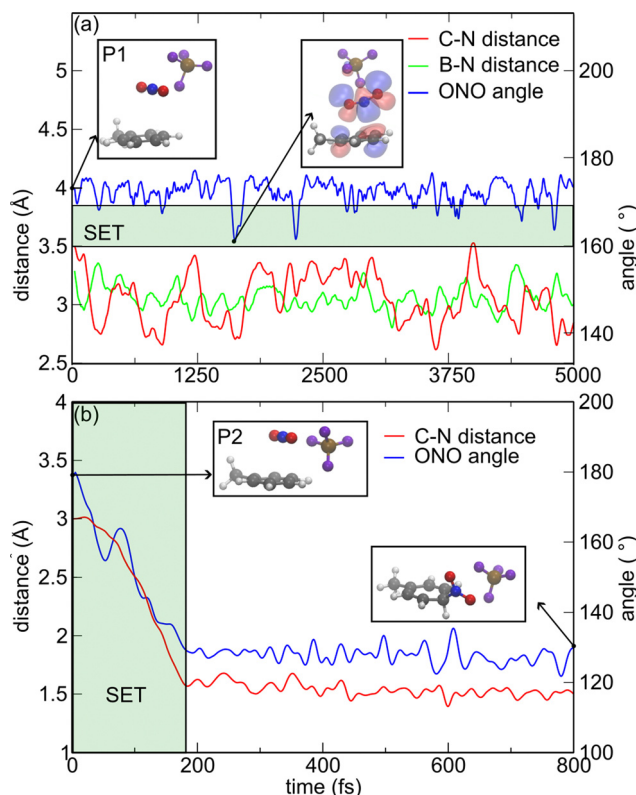 (a)
P1
C-N distance
B-N distance
ONO angle
5
4.5
4
3.5
3
2.5
distance (Å)
200
180
160
140
angle (°)
SET
0 1250 2500 3750 5000
(b)
P2
C-N distance
ONO angle
4
3.5
3
2.5
2
1.5
1
distance (Å)
200
180
160
140
120
100
angle (°)
SET
0 200 400 600 800
time (fs)